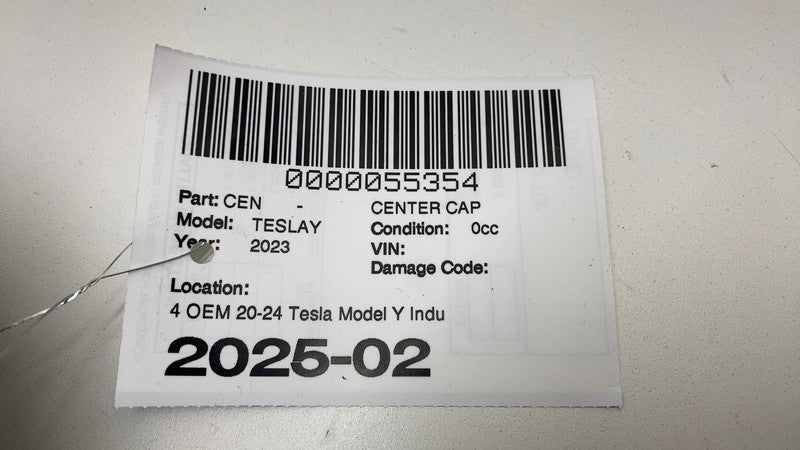 0000055354
Part: CEN - CENTER CAP
Model: TESLAY Condition: 0cc
Year: 2023 VIN:
Damage Code:
Location:
4 OEM 20-24 Tesla Model Y Indu
2025-02